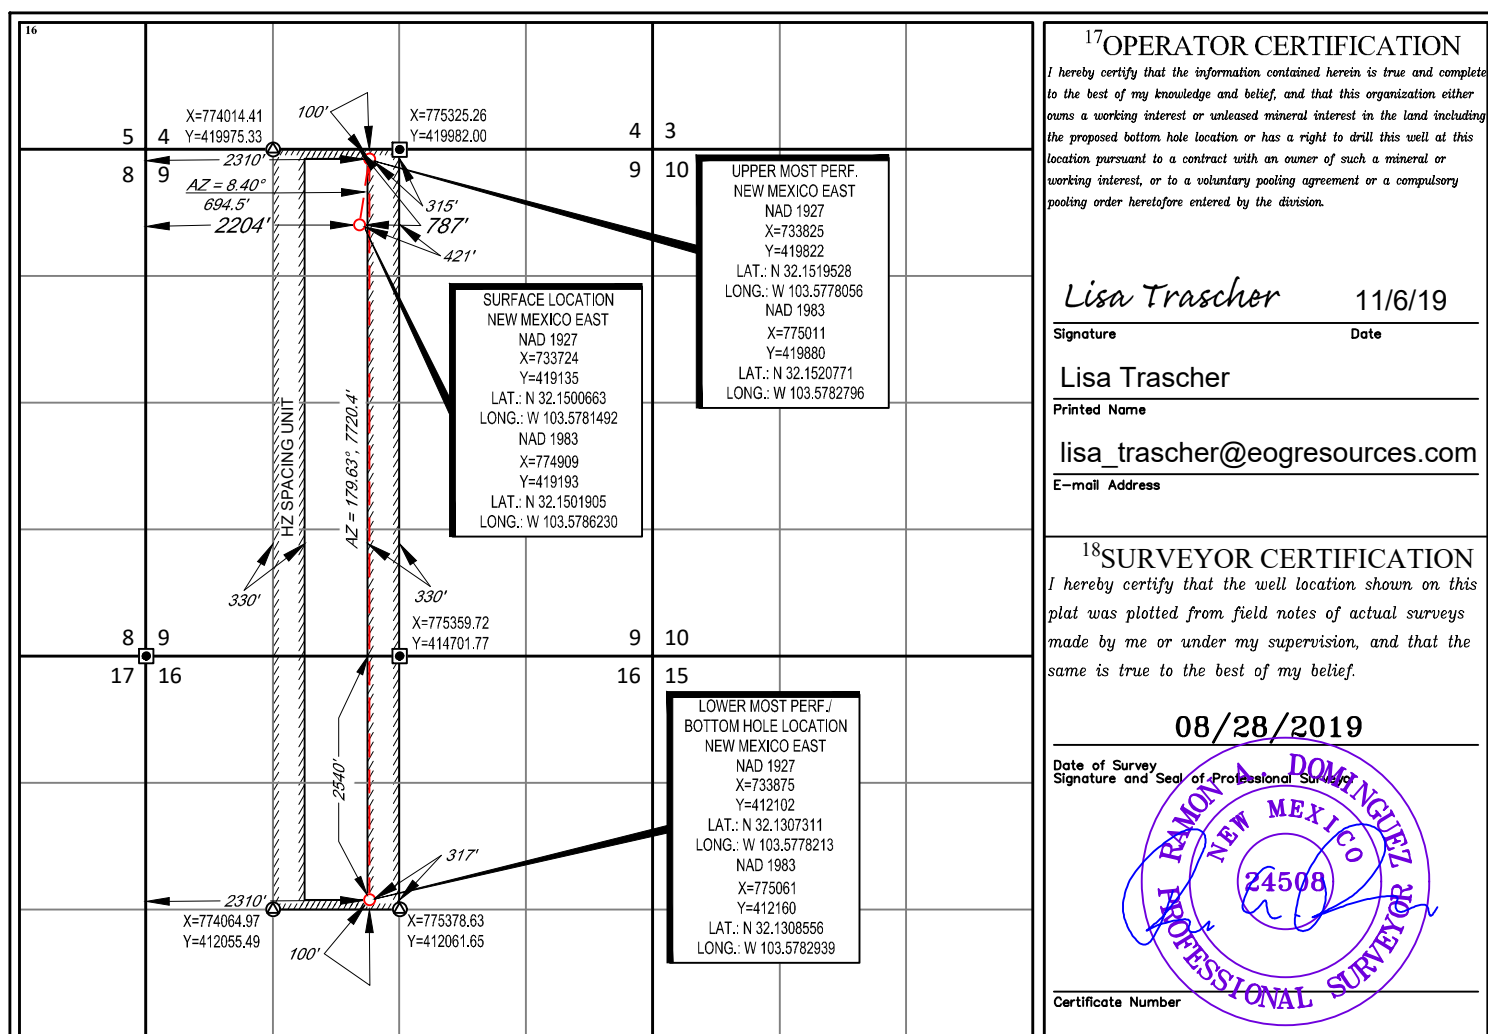 16
X=774014.41
Y=419975.33
100'
X=775325.26
Y=419982.00
5 4
4 3
8 9
9 10
2310'
AZ = 8.40°
694.5'
2204'
315'
787'
421'
UPPER MOST PERF.
NEW MEXICO EAST
NAD 1927
X=733825
Y=419822
LAT.: N 32.1519528
LONG.: W 103.5778056
NAD 1983
X=775011
Y=419880
LAT.: N 32.1520771
LONG.: W 103.5782796
SURFACE LOCATION
NEW MEXICO EAST
NAD 1927
X=733724
Y=419135
LAT.: N 32.1500663
LONG.: W 103.5781492
NAD 1983
X=774909
Y=419193
LAT.: N 32.1501905
LONG.: W 103.5786230
HZ SPACING UNIT
AZ = 179.63°, 7720.4'
330'
330'
X=775359.72
Y=414701.77
8 9
9 10
17 16
16 15
LOWER MOST PERF./
BOTTOM HOLE LOCATION
NEW MEXICO EAST
NAD 1927
X=733875
Y=412102
LAT.: N 32.1307311
LONG.: W 103.5778213
NAD 1983
X=775061
Y=412160
LAT.: N 32.1308556
LONG.: W 103.5782939
2540'
317'
2310'
X=774064.97
Y=412055.49
100'
X=775378.63
Y=412061.65
17OPERATOR CERTIFICATION
I hereby certify that the information contained herein is true and complete
to the best of my knowledge and belief, and that this organization either
owns a working interest or unleased mineral interest in the land including
the proposed bottom hole location or has a right to drill this well at this
location pursuant to a contract with an owner of such a mineral or
working interest, or to a voluntary pooling agreement or a compulsory
pooling order heretofore entered by the division.
Lisa Trascher 11/6/19
Signature Date
Lisa Trascher
Printed Name
lisa_trascher@eogresources.com
E-mail Address
18SURVEYOR CERTIFICATION
I hereby certify that the well location shown on this
plat was plotted from field notes of actual surveys
made by me or under my supervision, and that the
same is true to the best of my belief.
08/28/2019
Date of Survey
Signature and Seal of Professional Surveyor
RAMON A. DOMINGUEZ
NEW MEXICO
24508
PROFESSIONAL SURVEYOR
Certificate Number